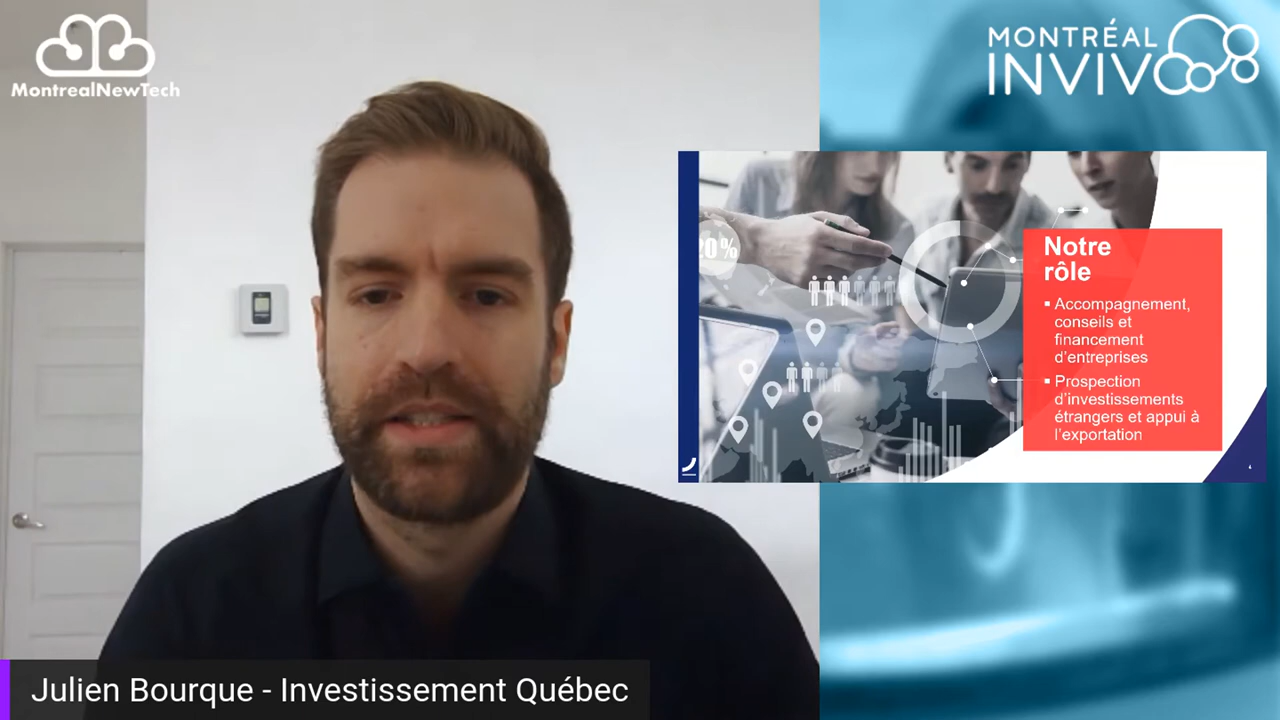 MontrealNewTech
MONTRÉAL
INVIVO
20%
Notre
rôle
▪ Accompagnement,
conseils et
financement
d'entreprises
▪ Prospection
d'investissements
étrangers et appui à
l'exportation
4
Julien Bourque - Investissement Québec